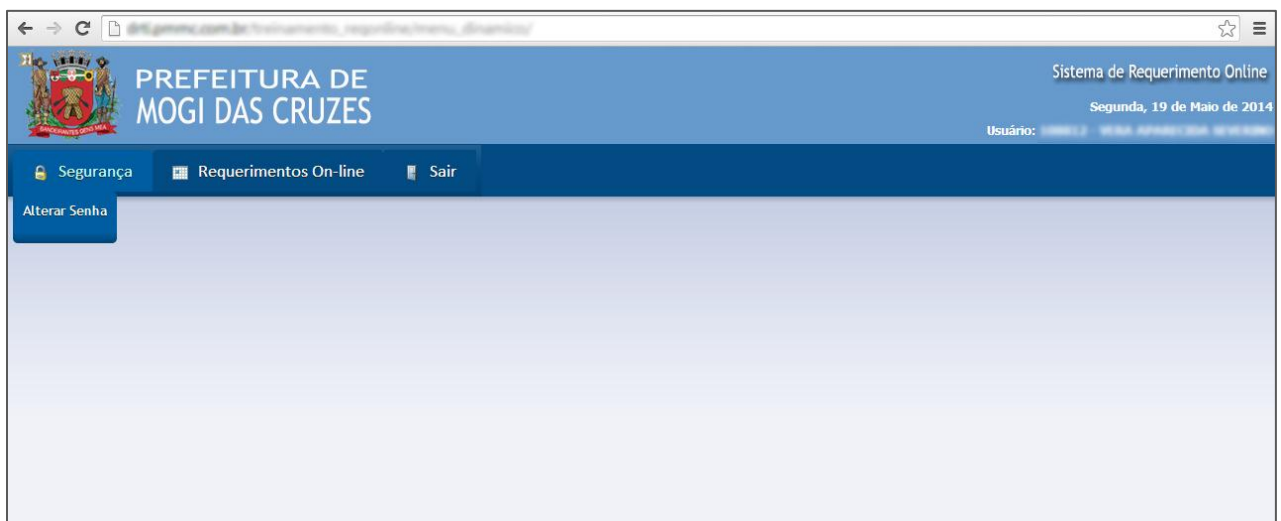 PREFEITURA DE
MOGI DAS CRUZES
Sistema de Requerimento Online
Segunda, 19 de Maio de 2014
Usuário:
Segurança
Requerimentos On-line
Sair
Alterar Senha